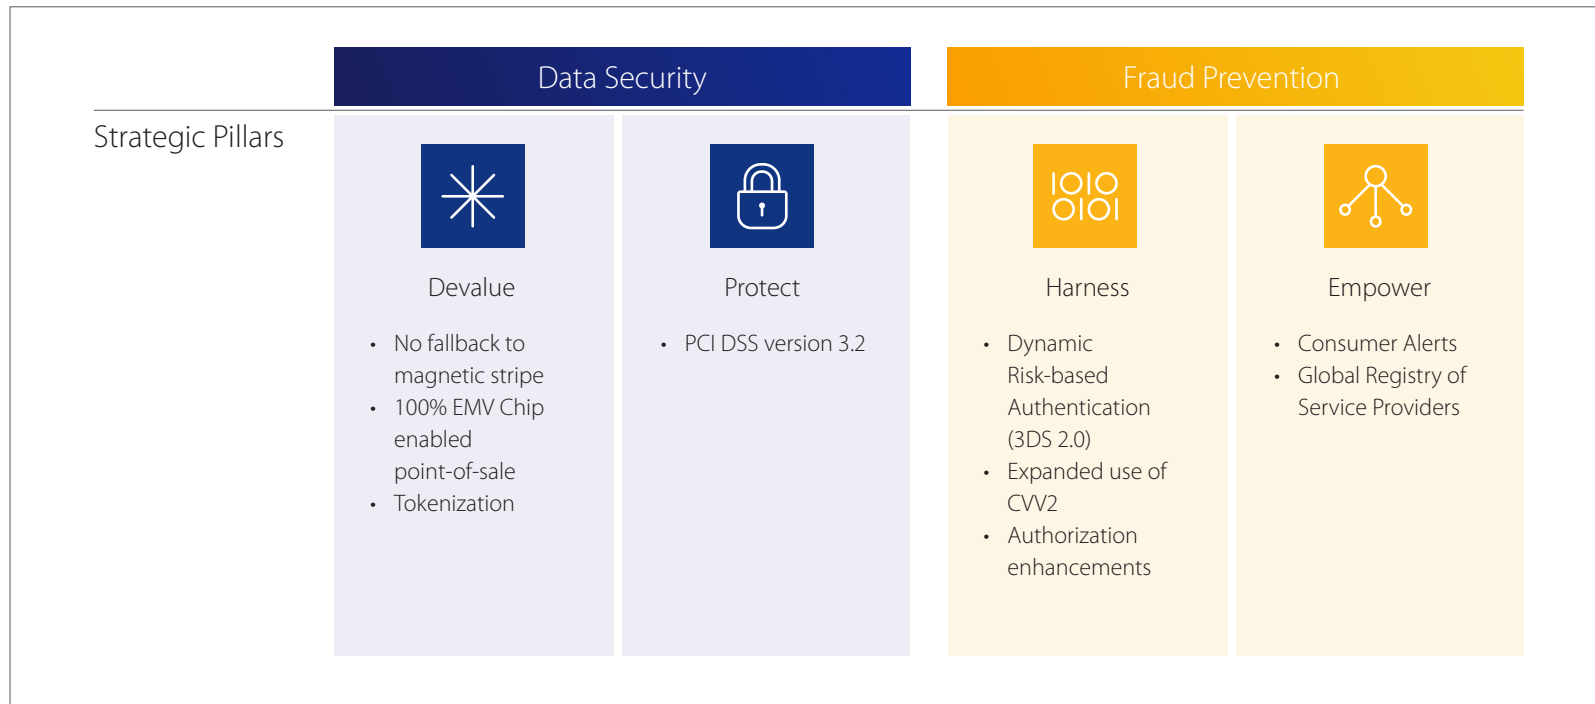 Data Security
Fraud Prevention
Strategic Pillars
Devalue
• No fallback to
magnetic stripe
• 100% EMV Chip
enabled
point-of-sale
• Tokenization
Protect
• PCI DSS version 3.2
1010
0101
Harness
• Dynamic
Risk-based
Authentication
(3DS 2.0)
• Expanded use of
CVV2
• Authorization
enhancements
Empower
• Consumer Alerts
• Global Registry of
Service Providers